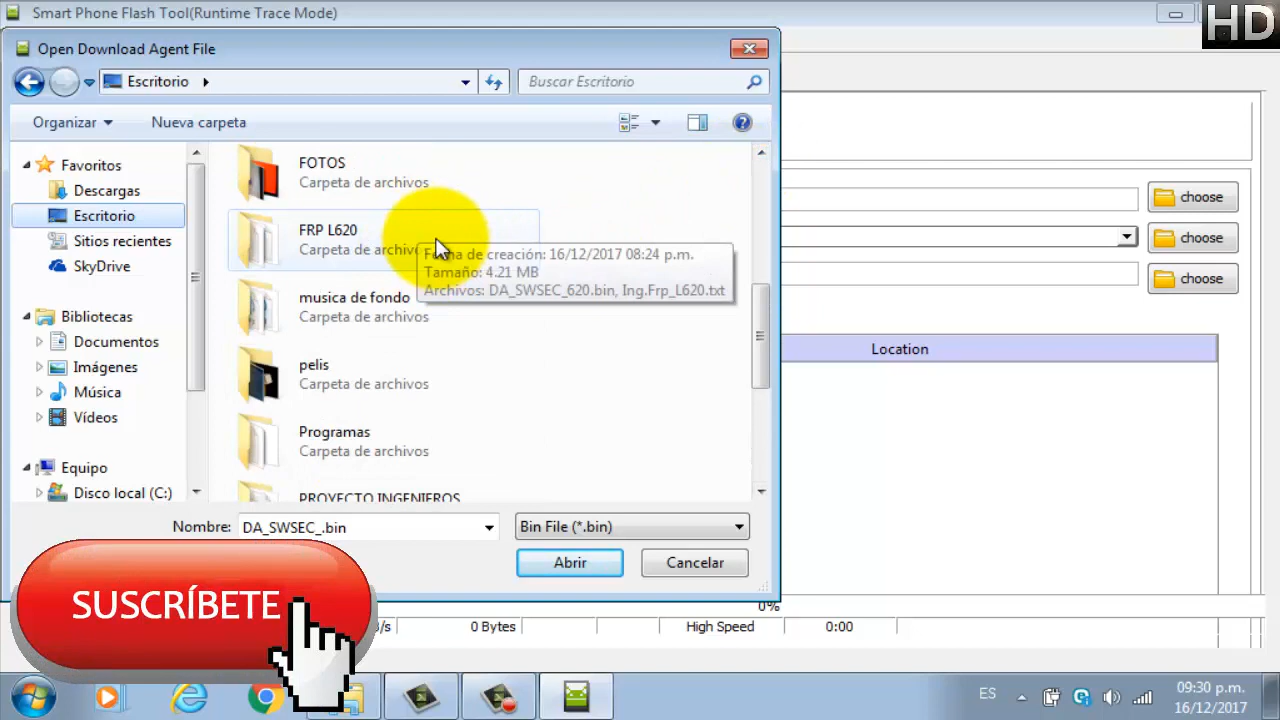 Smart Phone Flash Tool(Runtime Trace Mode)
HD
Open Download Agent File
Escritorio
Buscar Escritorio
Organizar
Nueva carpeta
Favoritos
Descargas
Escritorio
Sitios recientes
SkyDrive
Bibliotecas
Documentos
Imágenes
Música
Vídeos
Equipo
Disco local (C:)
FOTOS
Carpeta de archivos
FRP L620
Carpeta de archivo
Fecha de creación: 16/12/2017 08:24 p.m.
Tamaño: 4.21 MB
Archivos: DA_SWSEC_620.bin, Ing.Frp_L620.txt
musica de fondo
Carpeta de archivos
pelis
Carpeta de archivos
Programas
Carpeta de archivos
PROYECTO INGENIEROS
choose
choose
choose
Location
Nombre:
DA_SWSEC_.bin
Bin File (*.bin)
Abrir
Cancelar
0%
/s
0 Bytes
High Speed
0:00
SUSCRÍBETE
ES
09:30 p.m.
16/12/2017